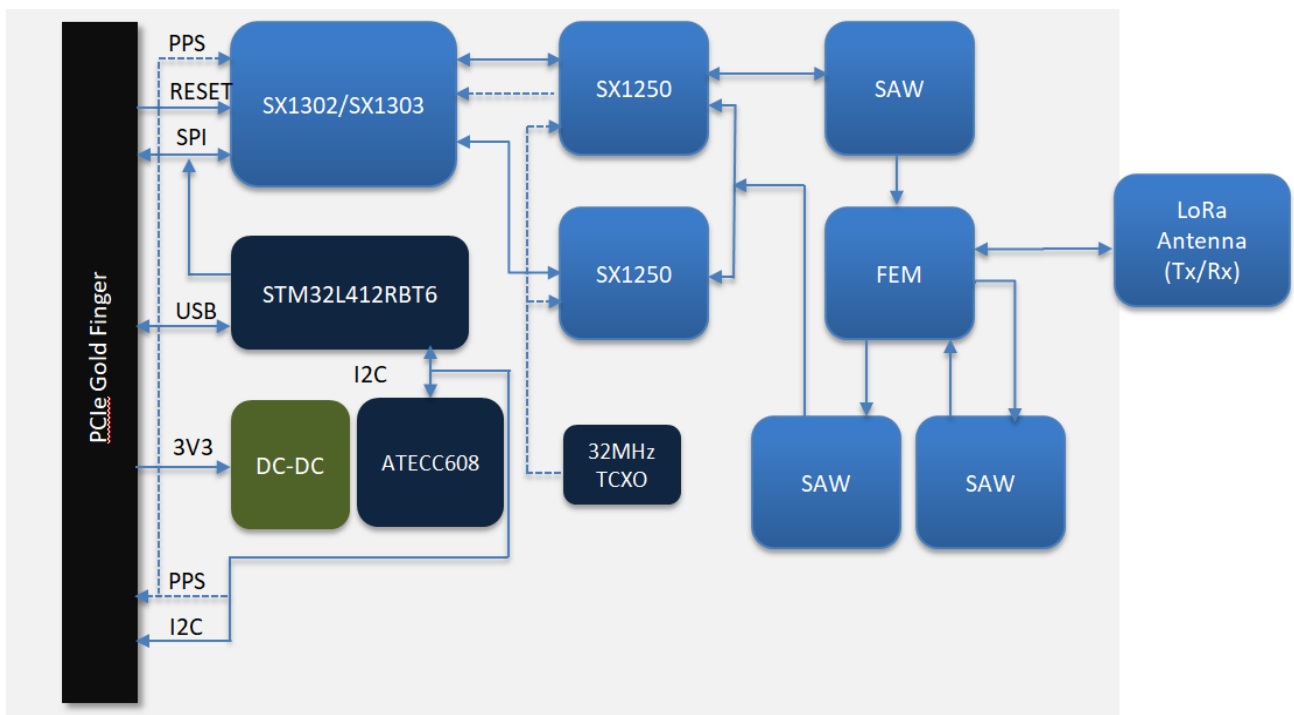 PCIe Gold Finger
PPS
RESET
SPI
USB
3V3
PPS
I2C
SX1302/SX1303
STM32L412RBT6
I2C
DC-DC
ATECC608
SX1250
SX1250
32MHz
TCXO
SAW
FEM
SAW
SAW
LoRa
Antenna
(Tx/Rx)